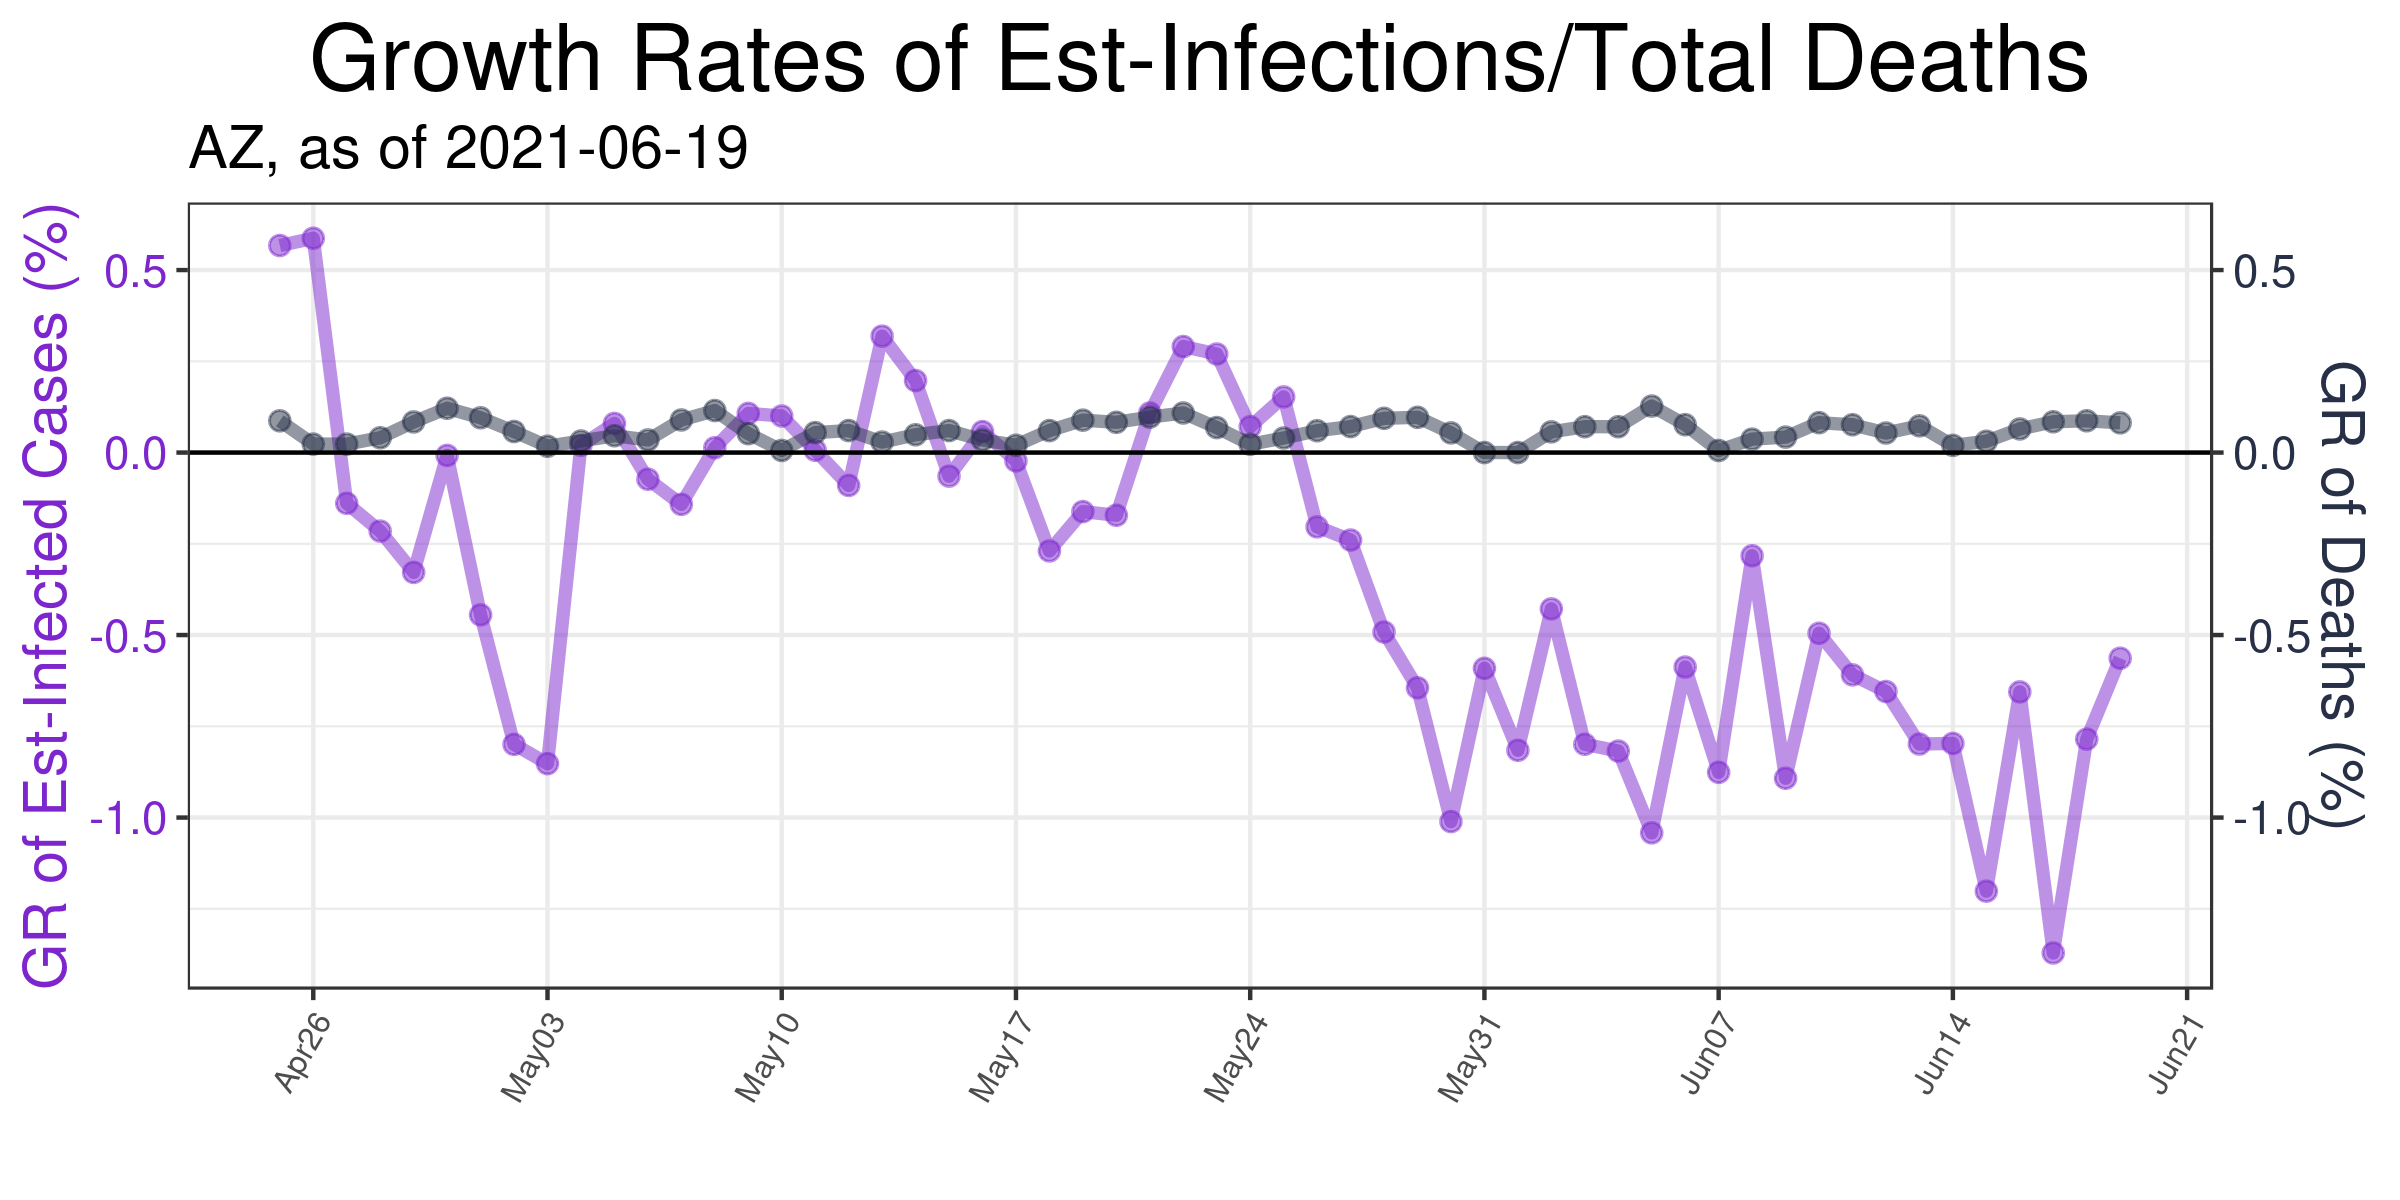 Growth Rates of Est-Infections/Total Deaths
AZ, as of 2021-06-19
GR of Est-Infected Cases (%)
0.5
0.0
-0.5
-1.0
0.5
0.0
-0.5
-1.0
GR of Deaths (%)
Apr26
May03
May10
May17
May24
May31
Jun07
Jun14
Jun21